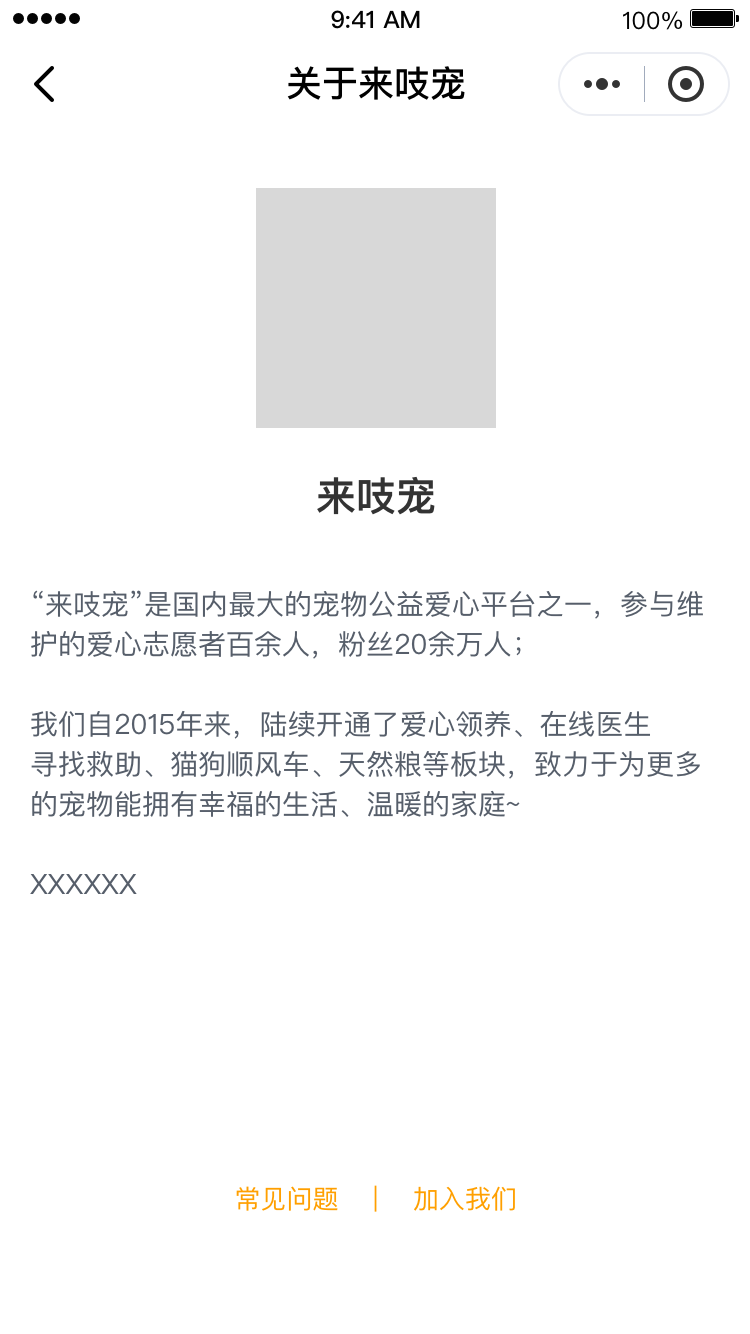 9:41 AM
100%
关于来吱宠
来吱宠
“来吱宠”是国内最大的宠物公益爱心平台之一，参与维
护的爱心志愿者百余人，粉丝20余万人；
我们自2015年来，陆续开通了爱心领养、在线医生
寻找救助、猫狗顺风车、天然粮等板块，致力于为更多
的宠物能拥有幸福的生活、温暖的家庭~
XXXXXX
常见问题 | 加入我们